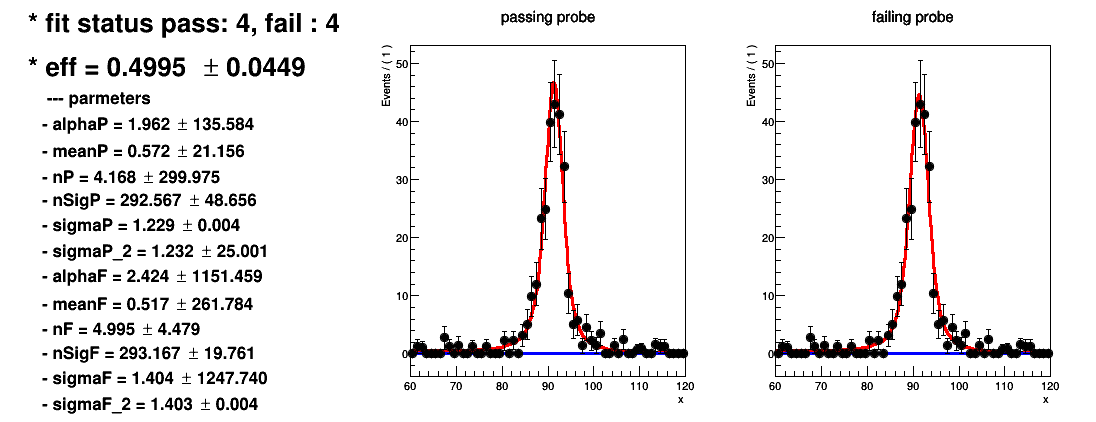 * fit status pass: 4, fail : 4
* eff = 0.4995 ± 0.0449
--- parmeters
- alphaP = 1.962 ± 135.584
- meanP = 0.572 ± 21.156
- nP = 4.168 ± 299.975
- nSigP = 292.567 ± 48.656
- sigmaP = 1.229 ± 0.004
- sigmaP_2 = 1.232 ± 25.001
- alphaF = 2.424 ± 1151.459
- meanF = 0.517 ± 261.784
- nF = 4.995 ± 4.479
- nSigF = 293.167 ± 19.761
- sigmaF = 1.404 ± 1247.740
- sigmaF_2 = 1.403 ± 0.004
passing probe
Events / ( 1 )
50
40
30
20
10
0
60 70 80 90 100 110 120
x
failing probe
Events / ( 1 )
50
40
30
20
10
0
60 70 80 90 100 110 120
x